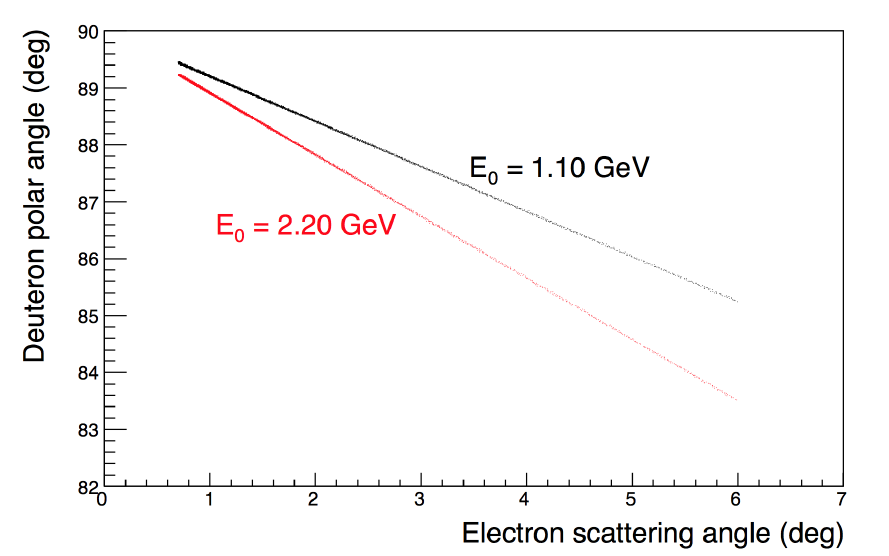 Deuteron polar angle (deg)
90
89
88
87
86
85
84
83
82
E0 = 1.10 GeV
E0 = 2.20 GeV
0 1 2 3 4 5 6 7
Electron scattering angle (deg)